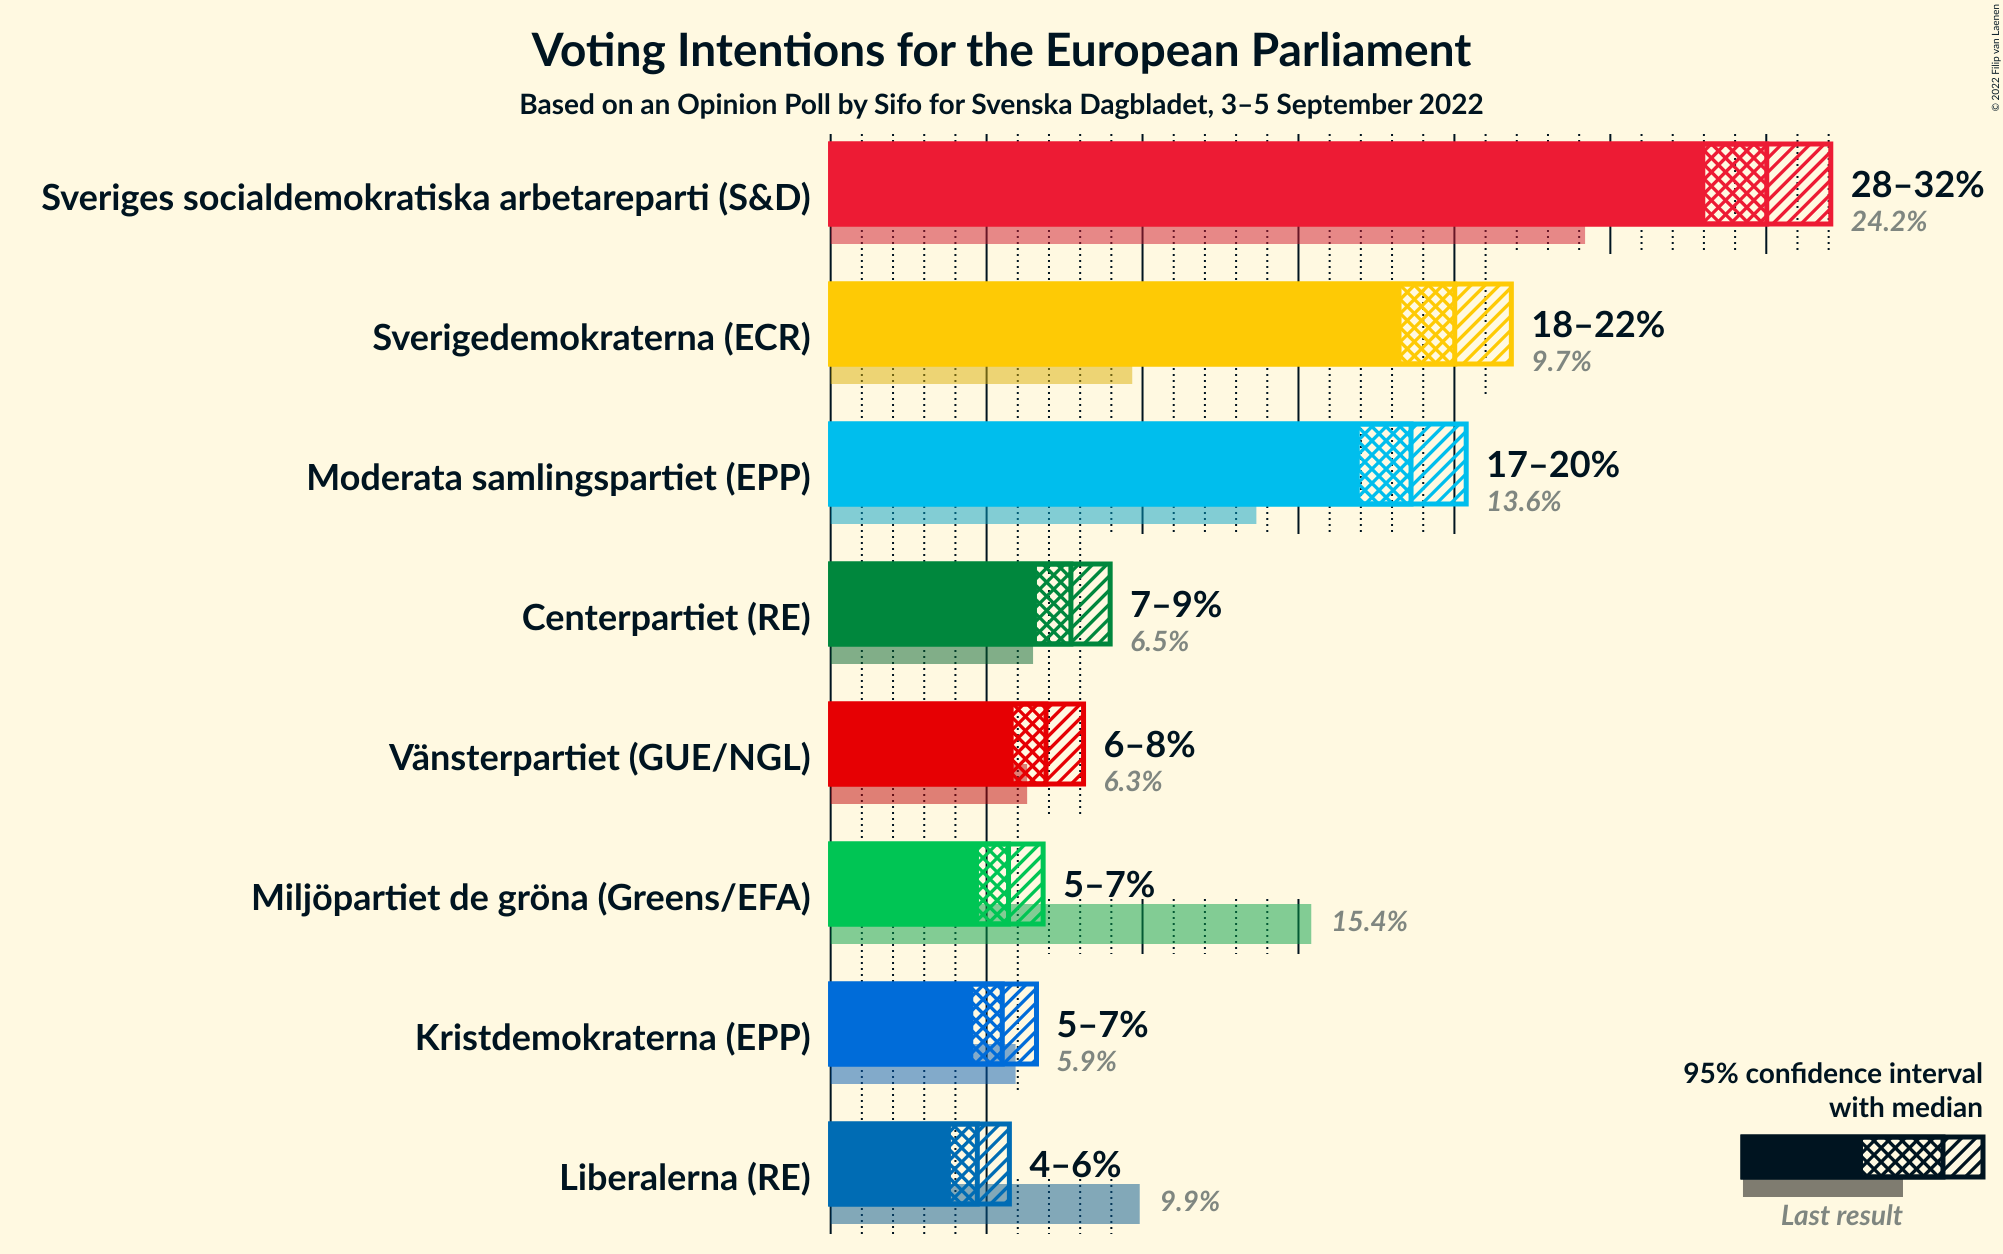 Voting Intentions for the European Parliament
Based on an Opinion Poll by Sifo for Svenska Dagbladet, 3–5 September 2022
© 2022 Filip van Laenen
Sveriges socialdemokratiska arbetareparti (S&D)
28–32%
24.2%
Sverigedemokraterna (ECR)
18–22%
9.7%
Moderata samlingspartiet (EPP)
17–20%
13.6%
Centerpartiet (RE)
7–9%
6.5%
Vänsterpartiet (GUE/NGL)
6–8%
6.3%
Miljöpartiet de gröna (Greens/EFA)
5–7%
15.4%
Kristdemokraterna (EPP)
5–7%
5.9%
Liberalerna (RE)
4–6%
9.9%
95% confidence interval
with median
Last result